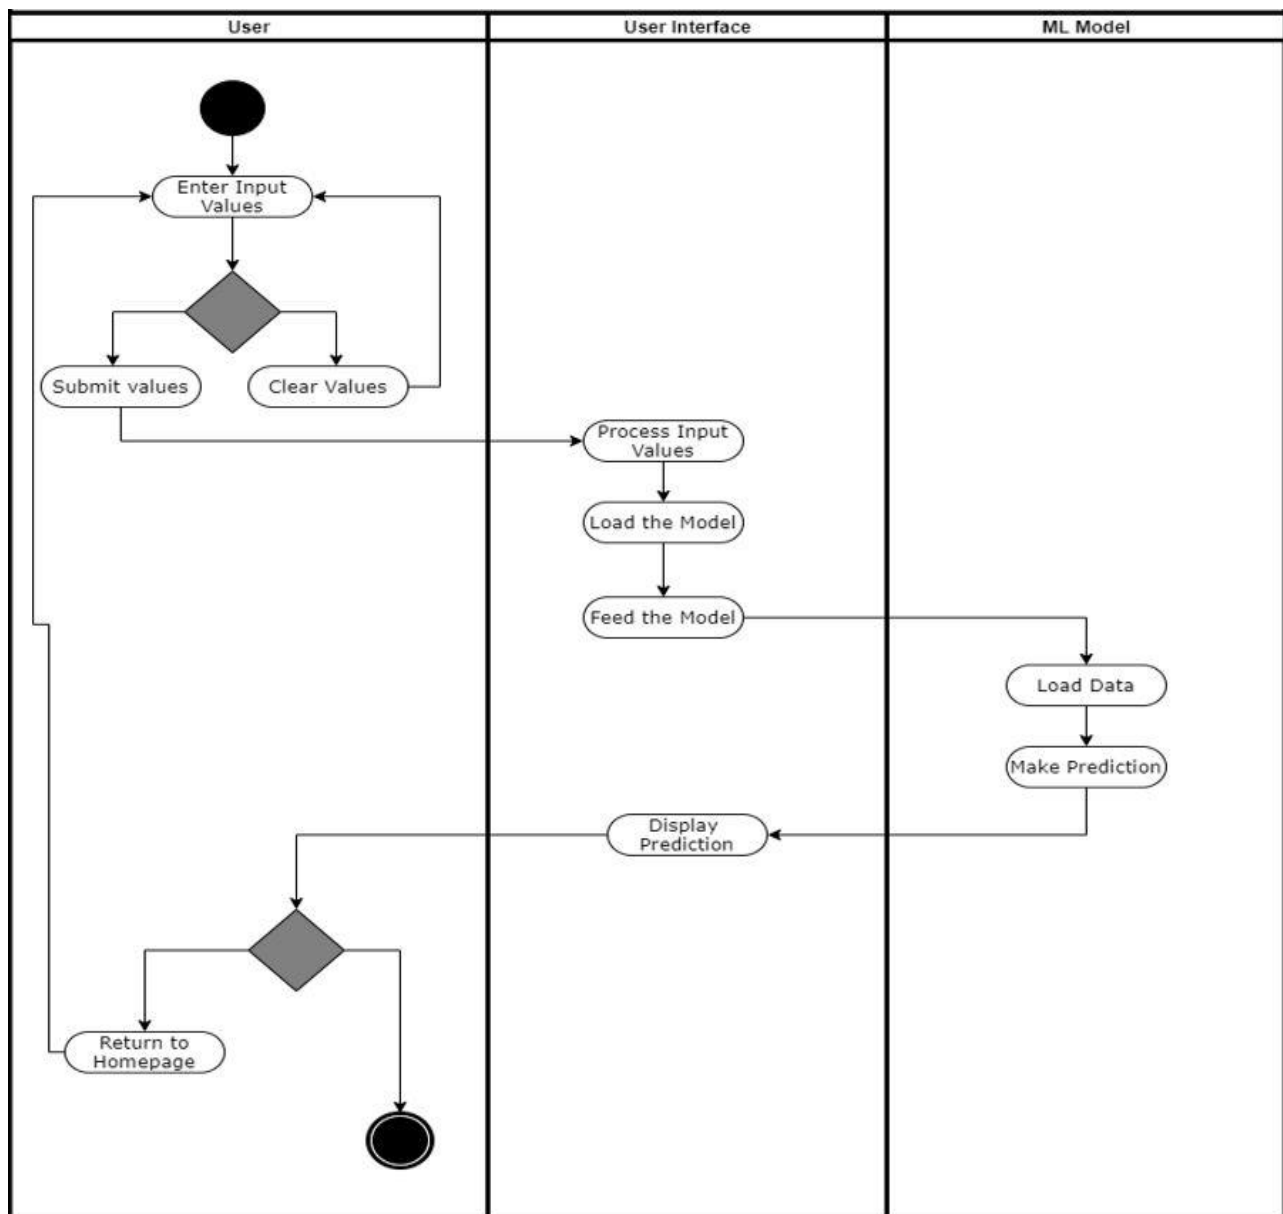 User
User Interface
ML Model
Enter Input
Values
Submit values
Clear Values
Process Input
Values
Load the Model
Feed the Model
Load Data
Make Prediction
Display
Prediction
Return to
Homepage